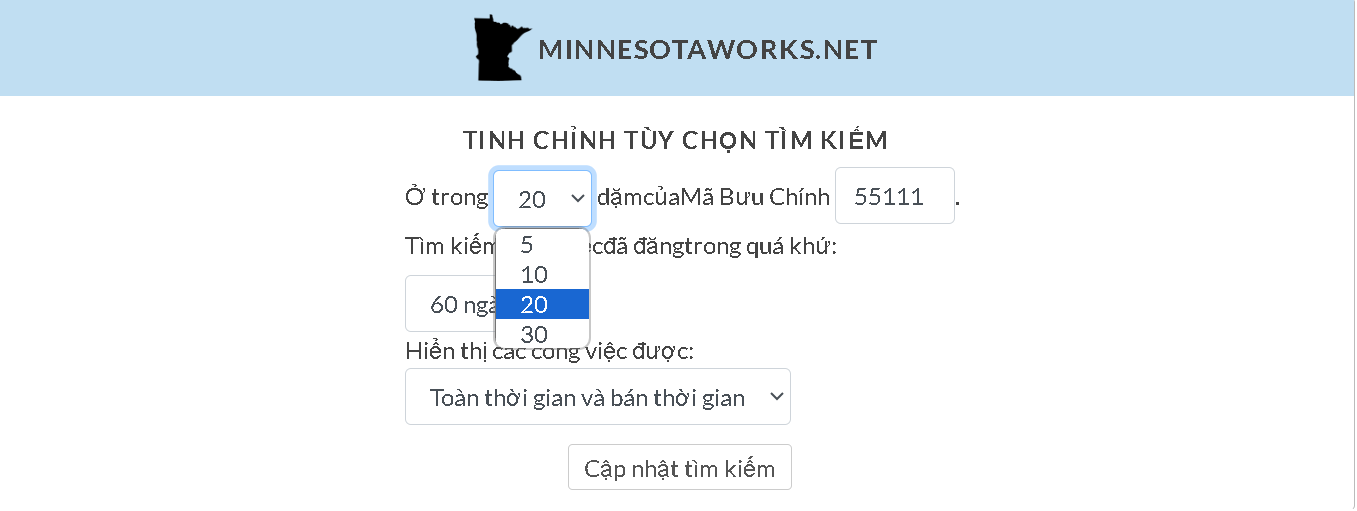 MINNESOTAWORKS.NET
TINH CHỈNH TÙY CHỌN TÌM KIẾM
Ở trong 20 dặmcủaMã Bưu Chính 55111.
5
10
20
30
Tìm kiếm đã đăngtrong quá khứ:
60
Hiển thị các công việc được:
Toàn thời gian và bán thời gian
Cập nhật tìm kiếm